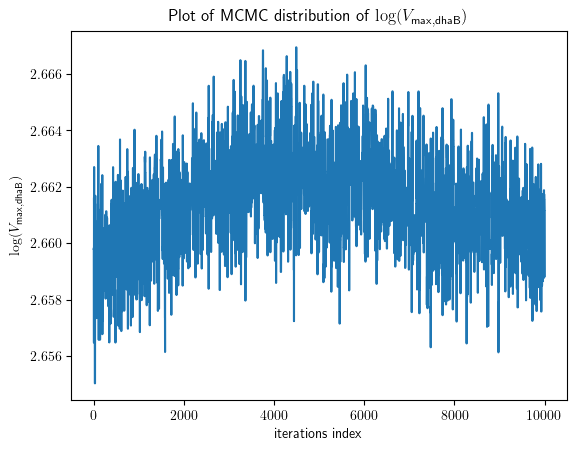 Plot of MCMC distribution of log(V_max,dhaB)
log(V_max,dhaB)
2.666
2.664
2.662
2.660
2.658
2.656
0 2000 4000 6000 8000 10000
iterations index